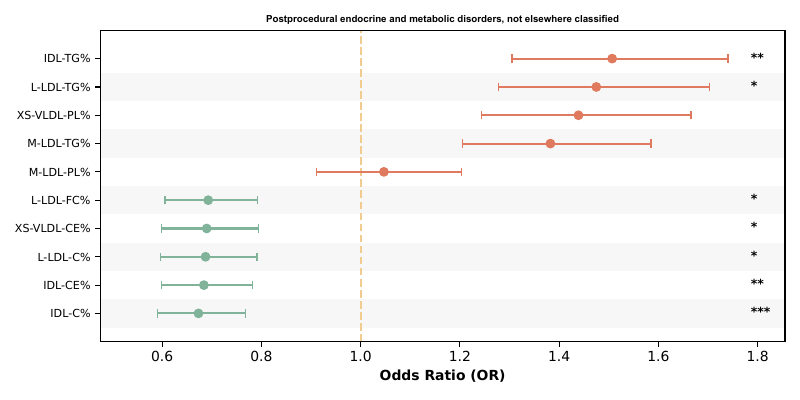 Postprocedural endocrine and metabolic disorders, not elsewhere classified
IDL-TG% **
L-LDL-TG% *
XS-VLDL-PL%
M-LDL-TG%
M-LDL-PL%
L-LDL-FC% *
XS-VLDL-CE% *
L-LDL-C% *
IDL-CE% **
IDL-C% ***
0.6 0.8 1.0 1.2 1.4 1.6 1.8
Odds Ratio (OR)